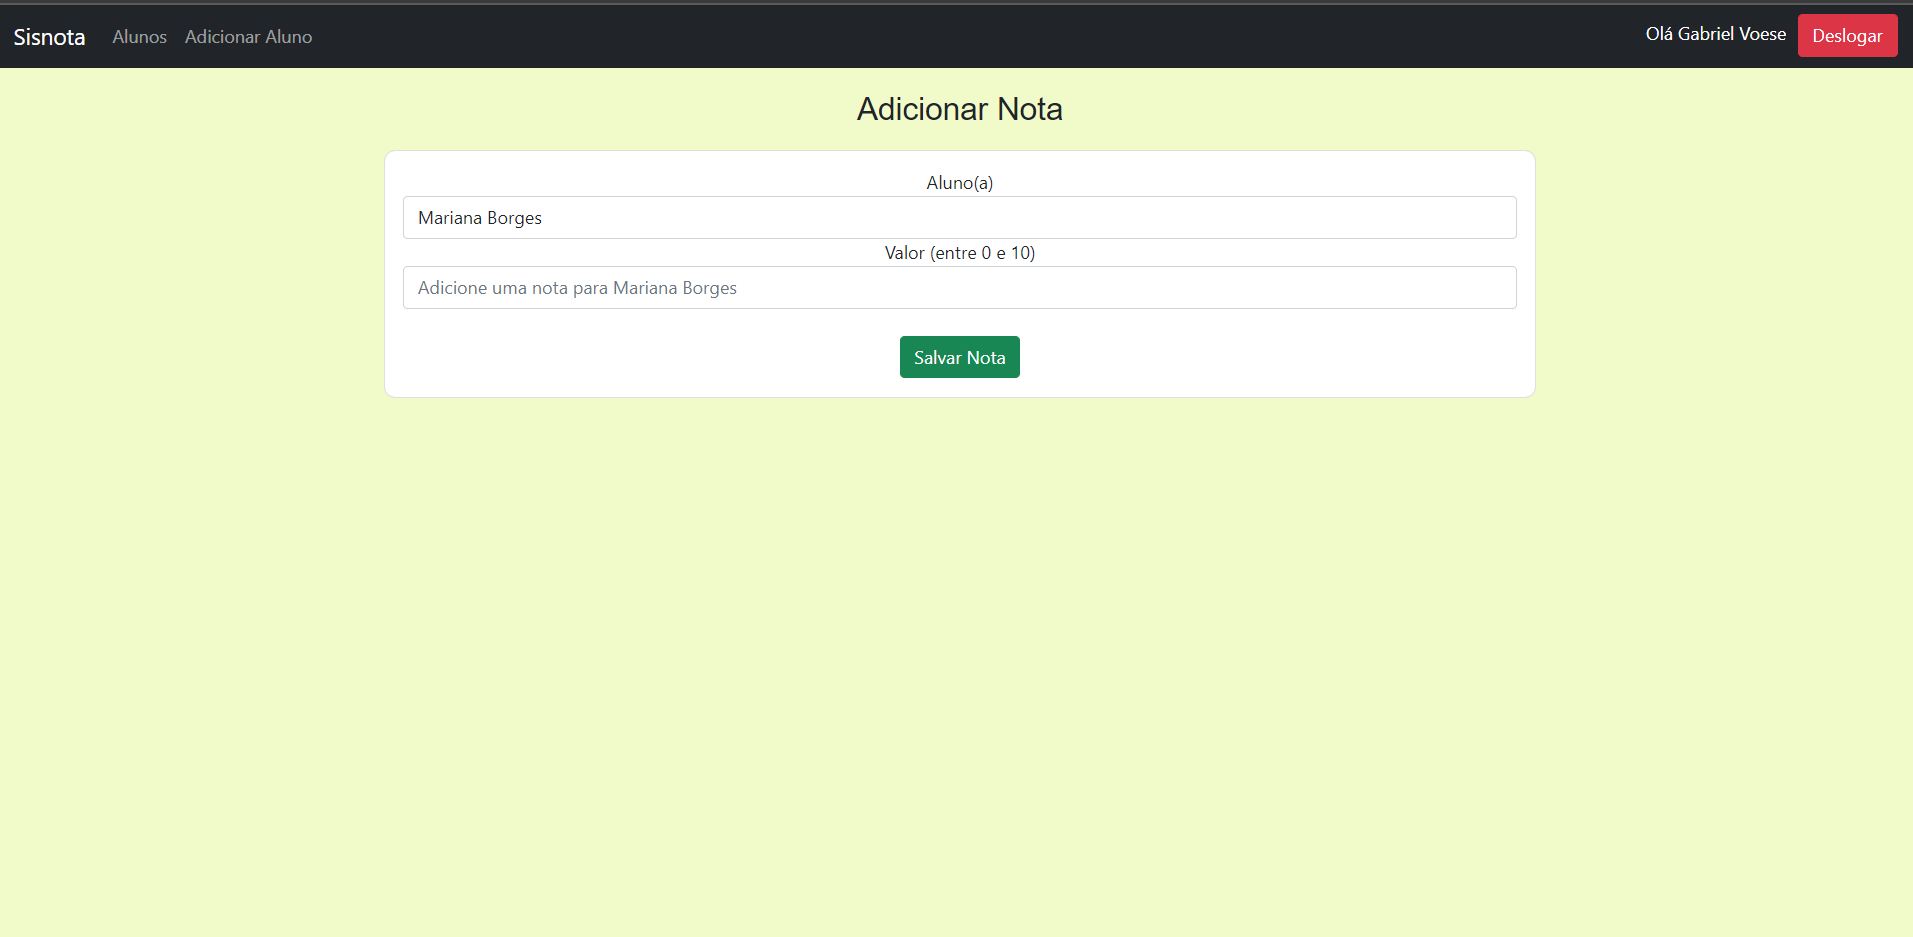 Sisnota Alunos Adicionar Aluno Olá Gabriel Voese Deslogar
Adicionar Nota
Aluno(a)
Mariana Borges
Valor (entre 0 e 10)
Adicione uma nota para Mariana Borges
Salvar Nota